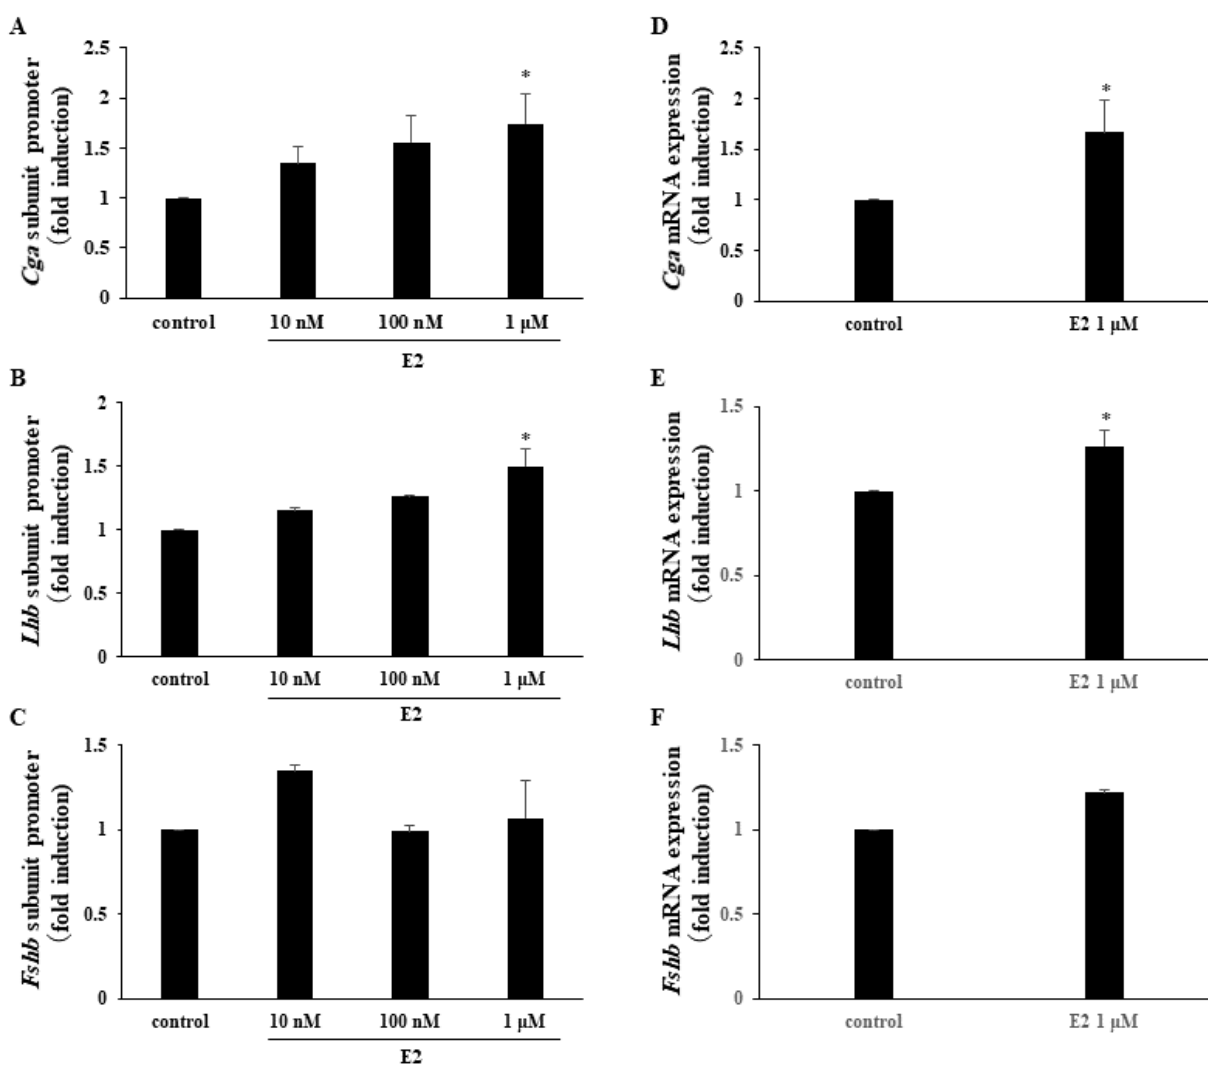 A
Cga subunit promoter
(fold induction)
2.5
2
1.5
1
0.5
0
*
control
10 nM
100 nM
1 μM
E2
D
Cga mRNA expression
(fold induction)
2.5
2
1.5
1
0.5
0
*
control
E2 1 μM
B
Lhb subunit promoter
(fold induction)
2
1.5
1
0.5
0
*
control
10 nM
100 nM
1 μM
E2
E
Lhb mRNA expression
(fold induction)
1.5
1
0.5
0
*
control
E2 1 μM
C
Fshb subunit promoter
(fold induction)
1.5
1
0.5
0
control
10 nM
100 nM
1 μM
E2
F
Fshb mRNA expression
(fold induction)
1.5
1
0.5
0
control
E2 1 μM